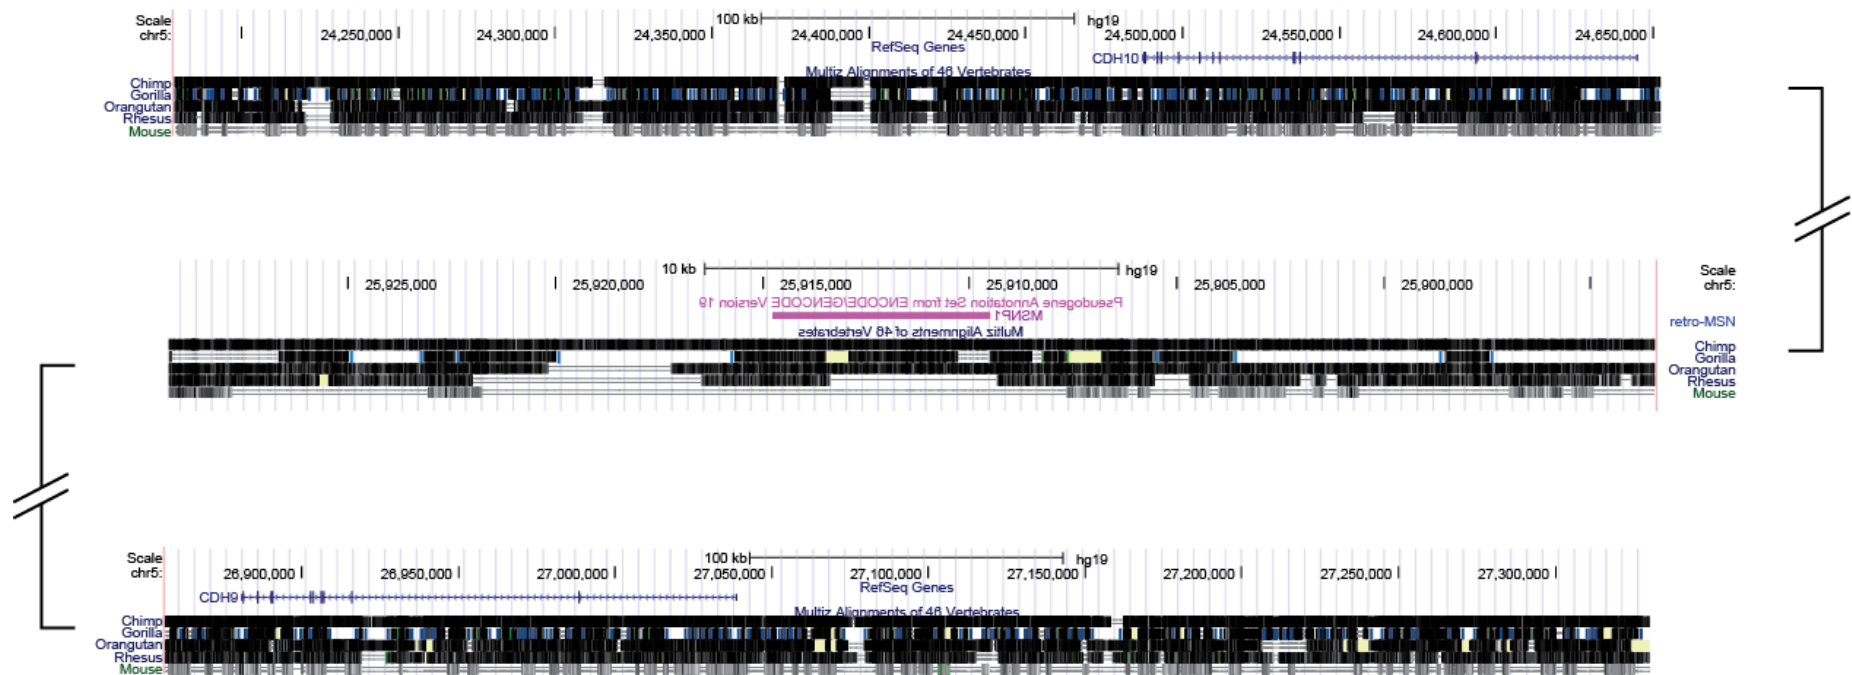 Scale 100 kb hg19
chr5: 24,250,000 24,300,000 24,350,000 24,400,000 24,450,000 24,500,000 24,550,000 24,600,000 24,650,000
RefSeq Genes
CDH10
Multiz Alignments of 46 Vertebrates
Chimp
Gorilla
Orangutan
Rhesus
Mouse
10 kb hg19 Scale
25,925,000 25,920,000 25,915,000 25,910,000 25,905,000 25,900,000 chr5:
Pseudogene Annotation Set from ENCODE/GENCODE Version 19
MSNP1
retro-MSN
Multiz Alignments of 46 Vertebrates
Chimp
Gorilla
Orangutan
Rhesus
Mouse
Scale 100 kb hg19
chr5: 26,900,000 26,950,000 27,000,000 27,050,000 27,100,000 27,150,000 27,200,000 27,250,000 27,300,000
RefSeq Genes
CDH9
Multiz Alignments of 46 Vertebrates
Chimp
Gorilla
Orangutan
Rhesus
Mouse